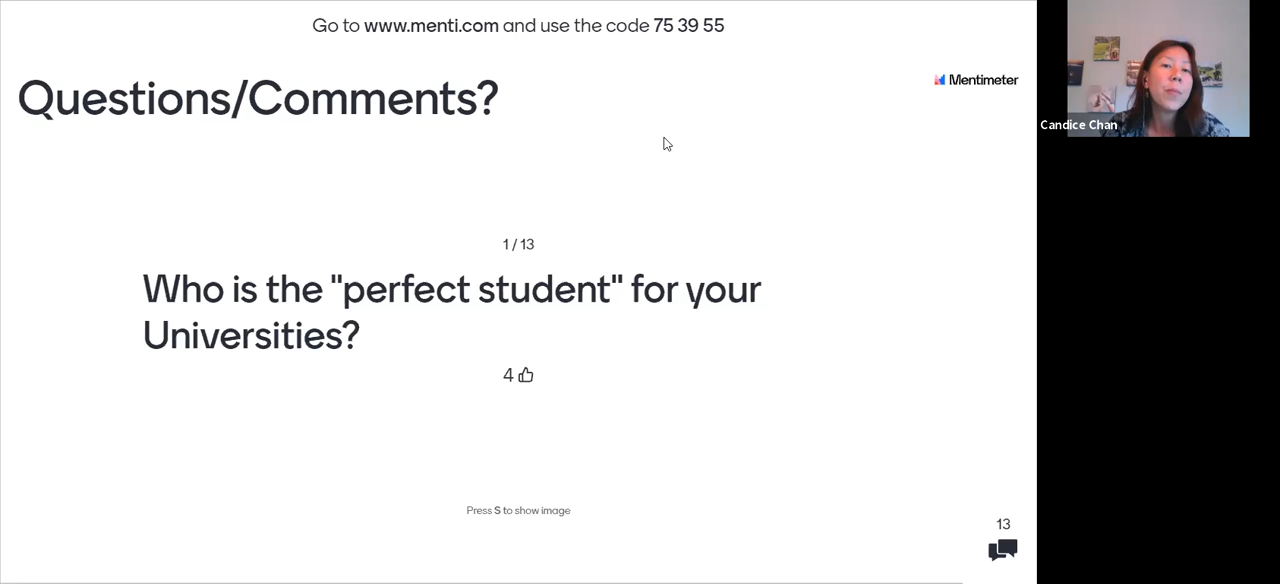 Go to www.menti.com and use the code 75 39 55
Questions/Comments?
Mentimeter
Candice Chan
1 / 13
Who is the "perfect student" for your
Universities?
4
Press S to show image
13